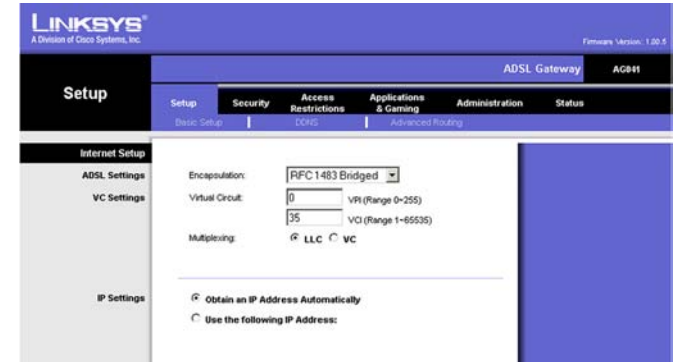 LINKSYS®
A Division of Cisco Systems, Inc.
Firmware Version: 1.00.5
ADSL Gateway AG041
Setup
Setup Security Access Restrictions Applications & Gaming Administration Status
Basic Setup | DDNS | Advanced Routing
Internet Setup
ADSL Settings Encapsulation: RFC 1483 Bridged
VC Settings Virtual Circuit: 0 VPI (Range 0~255)
35 VCI (Range 1~65535)
Multiplexing: LLC VC
IP Settings Obtain an IP Address Automatically
Use the following IP Address: